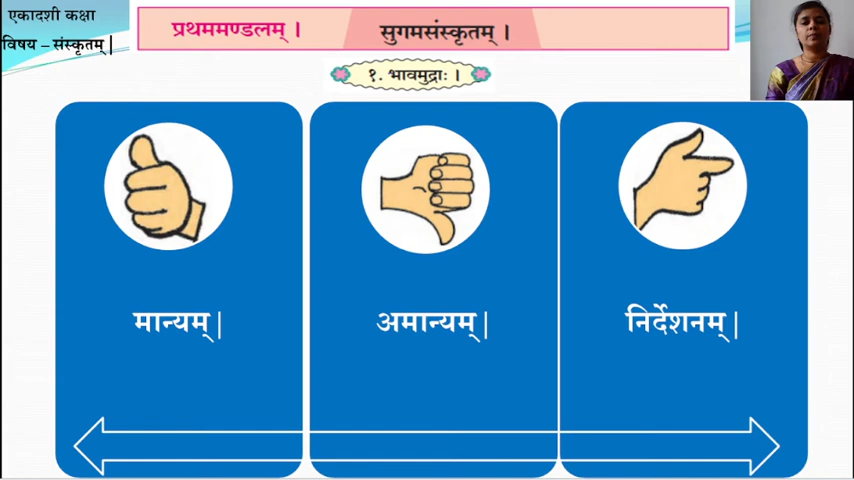 एकादशी कक्षा
विषय – संस्कृतम् |
प्रथममण्डलम् ।
सुगमसंस्कृतम् ।
१. भावमुद्राः ।
मान्यम् |
अमान्यम् |
निर्देशनम् |